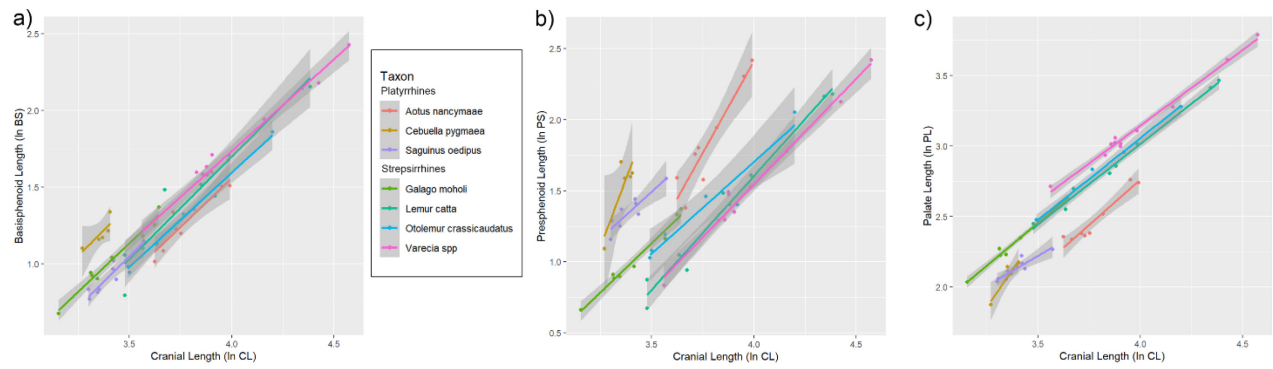 a)
2.5
2.0
1.5
1.0
Basisphenoid Length (ln BS)
3.5
4.0
4.5
Cranial Length (ln CL)
Taxon
Platyrrhines
Aotus nancymaae
Cebuella pygmaea
Saguinus oedipus
Strepsirrhines
Galago moholi
Lemur catta
Otolemur crassicaudatus
Varecia spp
b)
2.5
2.0
1.5
1.0
0.5
Presphenoid Length (ln PS)
3.5
4.0
4.5
Cranial Length (ln CL)
c)
3.5
3.0
2.5
2.0
Palate Length (ln PL)
3.5
4.0
4.5
Cranial Length (ln CL)